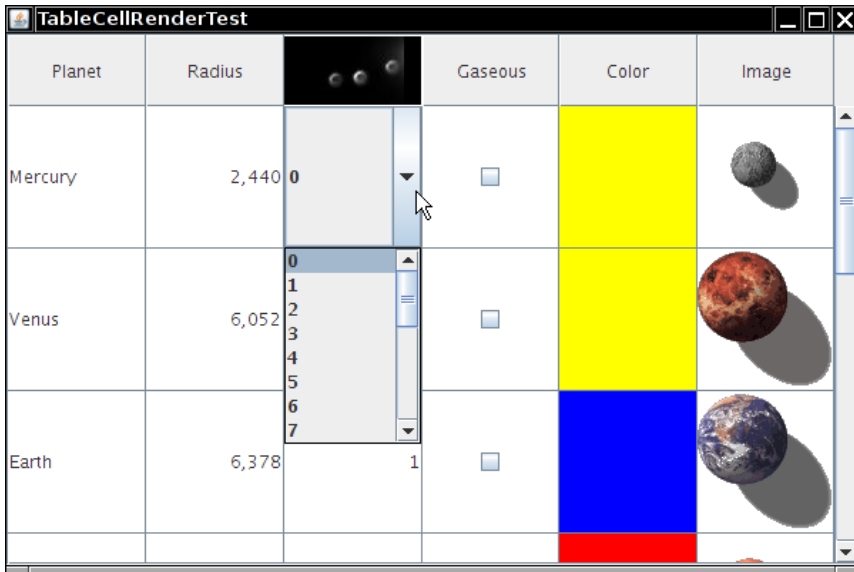 TableCellRenderTest
Planet Radius Gaseous Color Image
Mercury 2,440 0
0
1
2
Venus 6,052
3
4
5
6
7
Earth 6,378 1